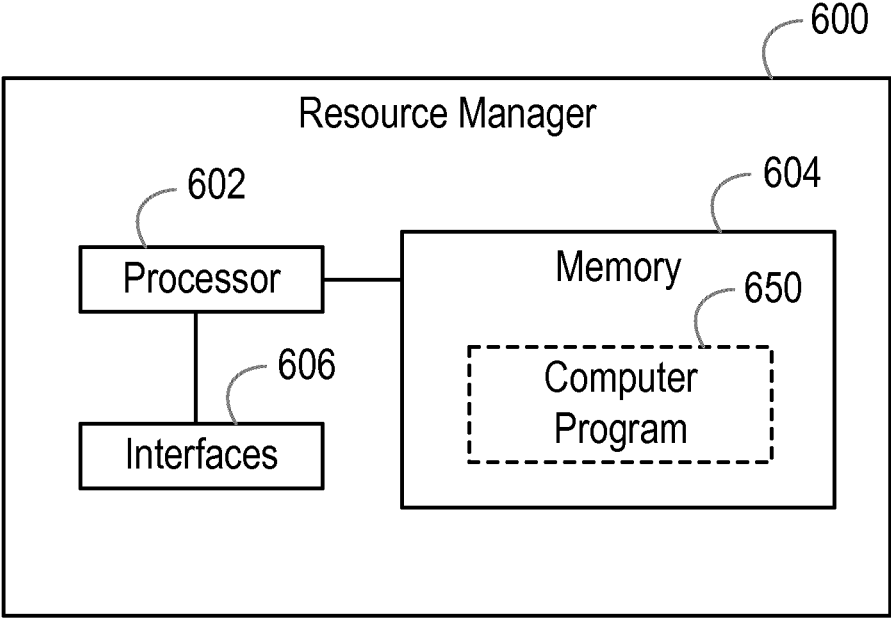 600
Resource Manager
602
604
Processor
Memory
650
606
Computer
Program
Interfaces